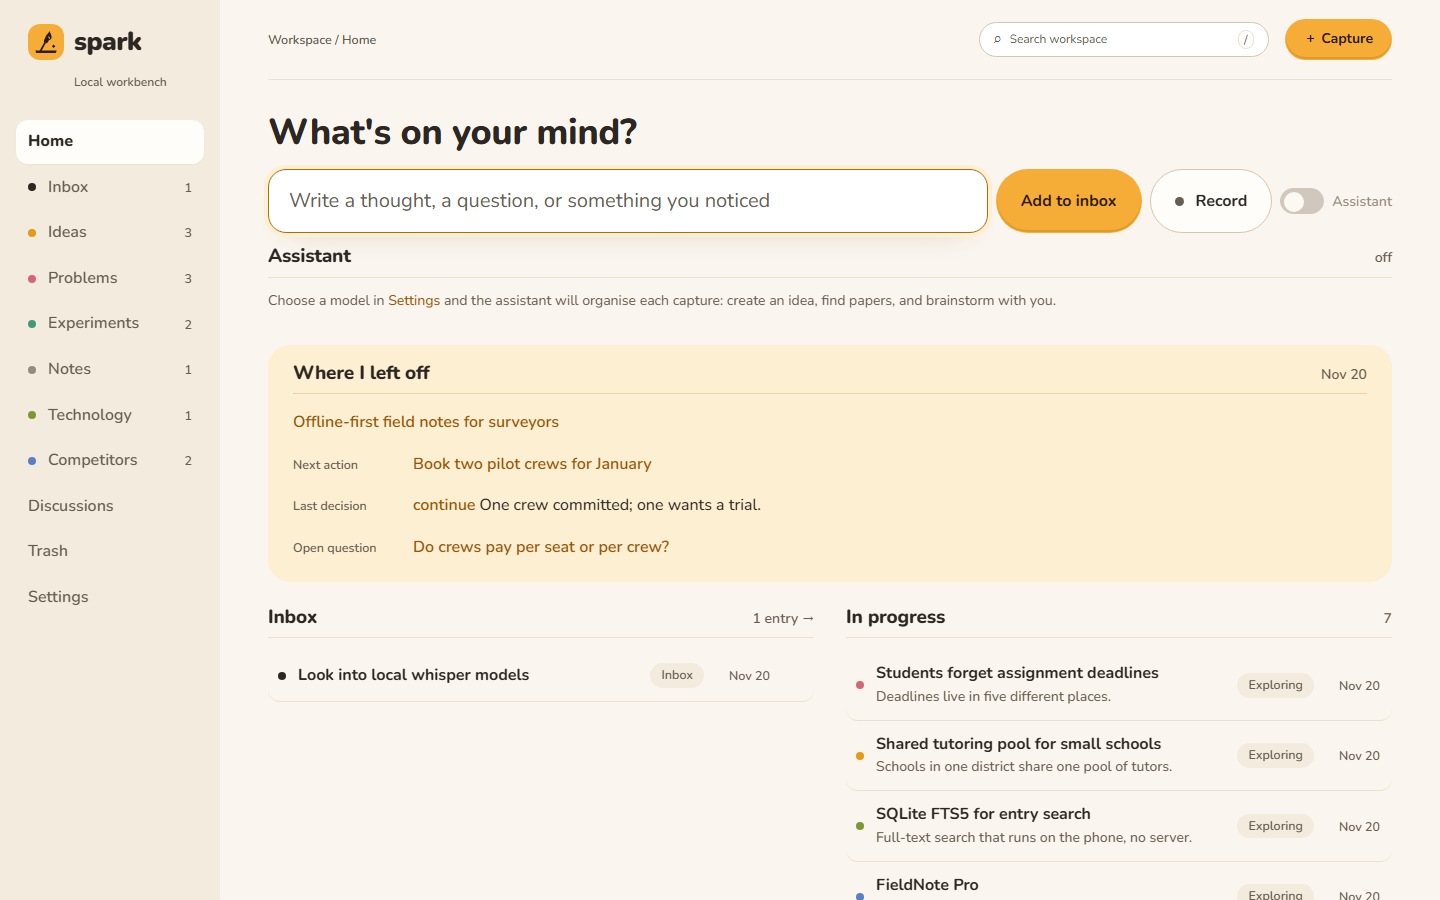 spark
Local workbench
Home
Inbox 1
Ideas 3
Problems 3
Experiments 2
Notes 1
Technology 1
Competitors 2
Discussions
Trash
Settings
Workspace / Home
Search workspace /
+ Capture
What's on your mind?
Write a thought, a question, or something you noticed
Add to inbox
Record
Assistant
Assistant off
Choose a model in Settings and the assistant will organise each capture: create an idea, find papers, and brainstorm with you.
Where I left off Nov 20
Offline-first field notes for surveyors
Next action Book two pilot crews for January
Last decision continue One crew committed; one wants a trial.
Open question Do crews pay per seat or per crew?
Inbox 1 entry →
Look into local whisper models Inbox Nov 20
In progress 7
Students forget assignment deadlines
Deadlines live in five different places.
Exploring Nov 20
Shared tutoring pool for small schools
Schools in one district share one pool of tutors.
Exploring Nov 20
SQLite FTS5 for entry search
Full-text search that runs on the phone, no server.
Exploring Nov 20
FieldNote Pro
Exploring Nov 20